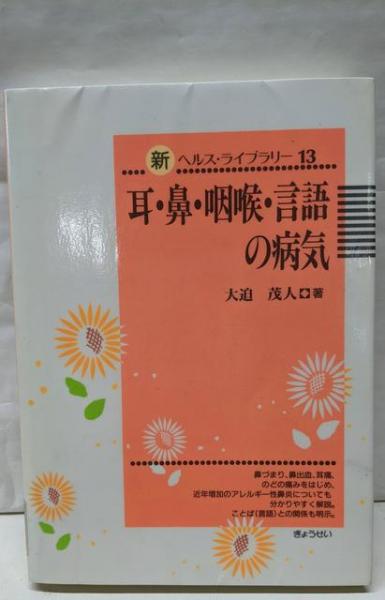 新 ヘルス・ライブラリー 13
耳・鼻・咽喉・言語
の病気
大迫 茂人 著
鼻づまり、鼻出血、耳痛、
のどの痛みをはじめ、
近年増加のアレルギー性鼻炎についても
分かりやすく解説。
ことば(言語)との関係も明示。
ぎょうせい